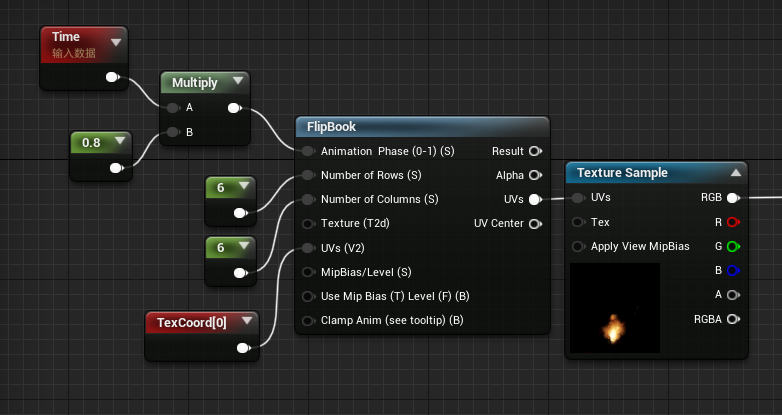 Time
输入数据
Multiply
A
B
0.8
FlipBook
Animation Phase (0-1) (S)
Result
Number of Rows (S)
Alpha
Number of Columns (S)
UVs
Texture (T2d)
UV Center
UVs (V2)
MipBias/Level (S)
Use Mip Bias (T) Level (F) (B)
Clamp Anim (see tooltip) (B)
6
6
TexCoord[0]
Texture Sample
UVs
RGB
Tex
R
Apply View MipBias
G
B
A
RGBA